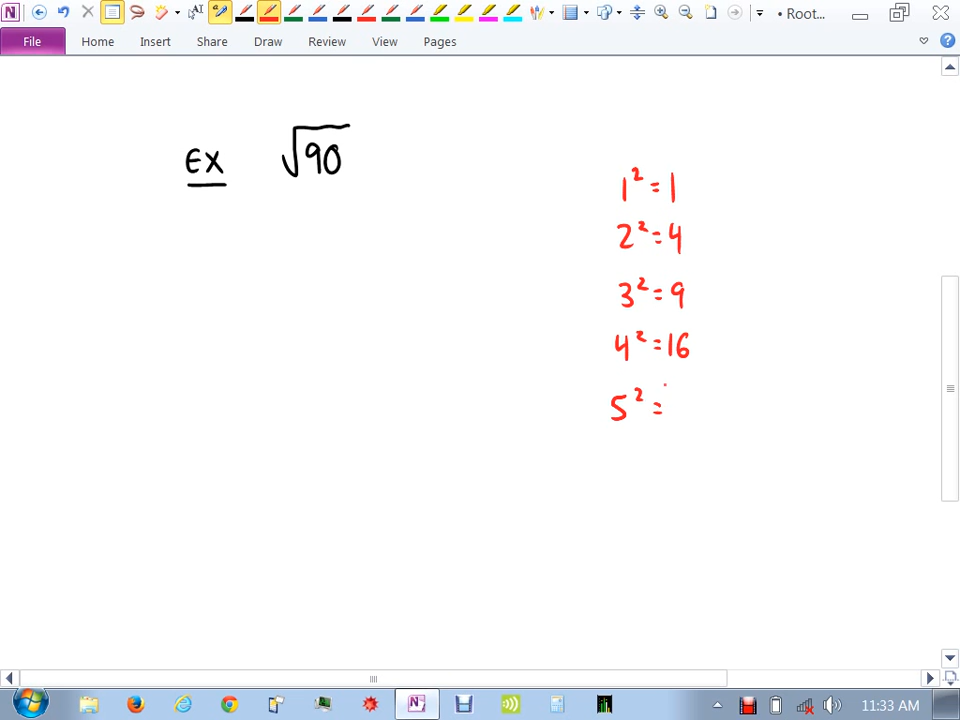 Root...
File Home Insert Share Draw Review View Pages
EX √90
1² = 1
2² = 4
3² = 9
4² = 16
5² =
11:33 AM